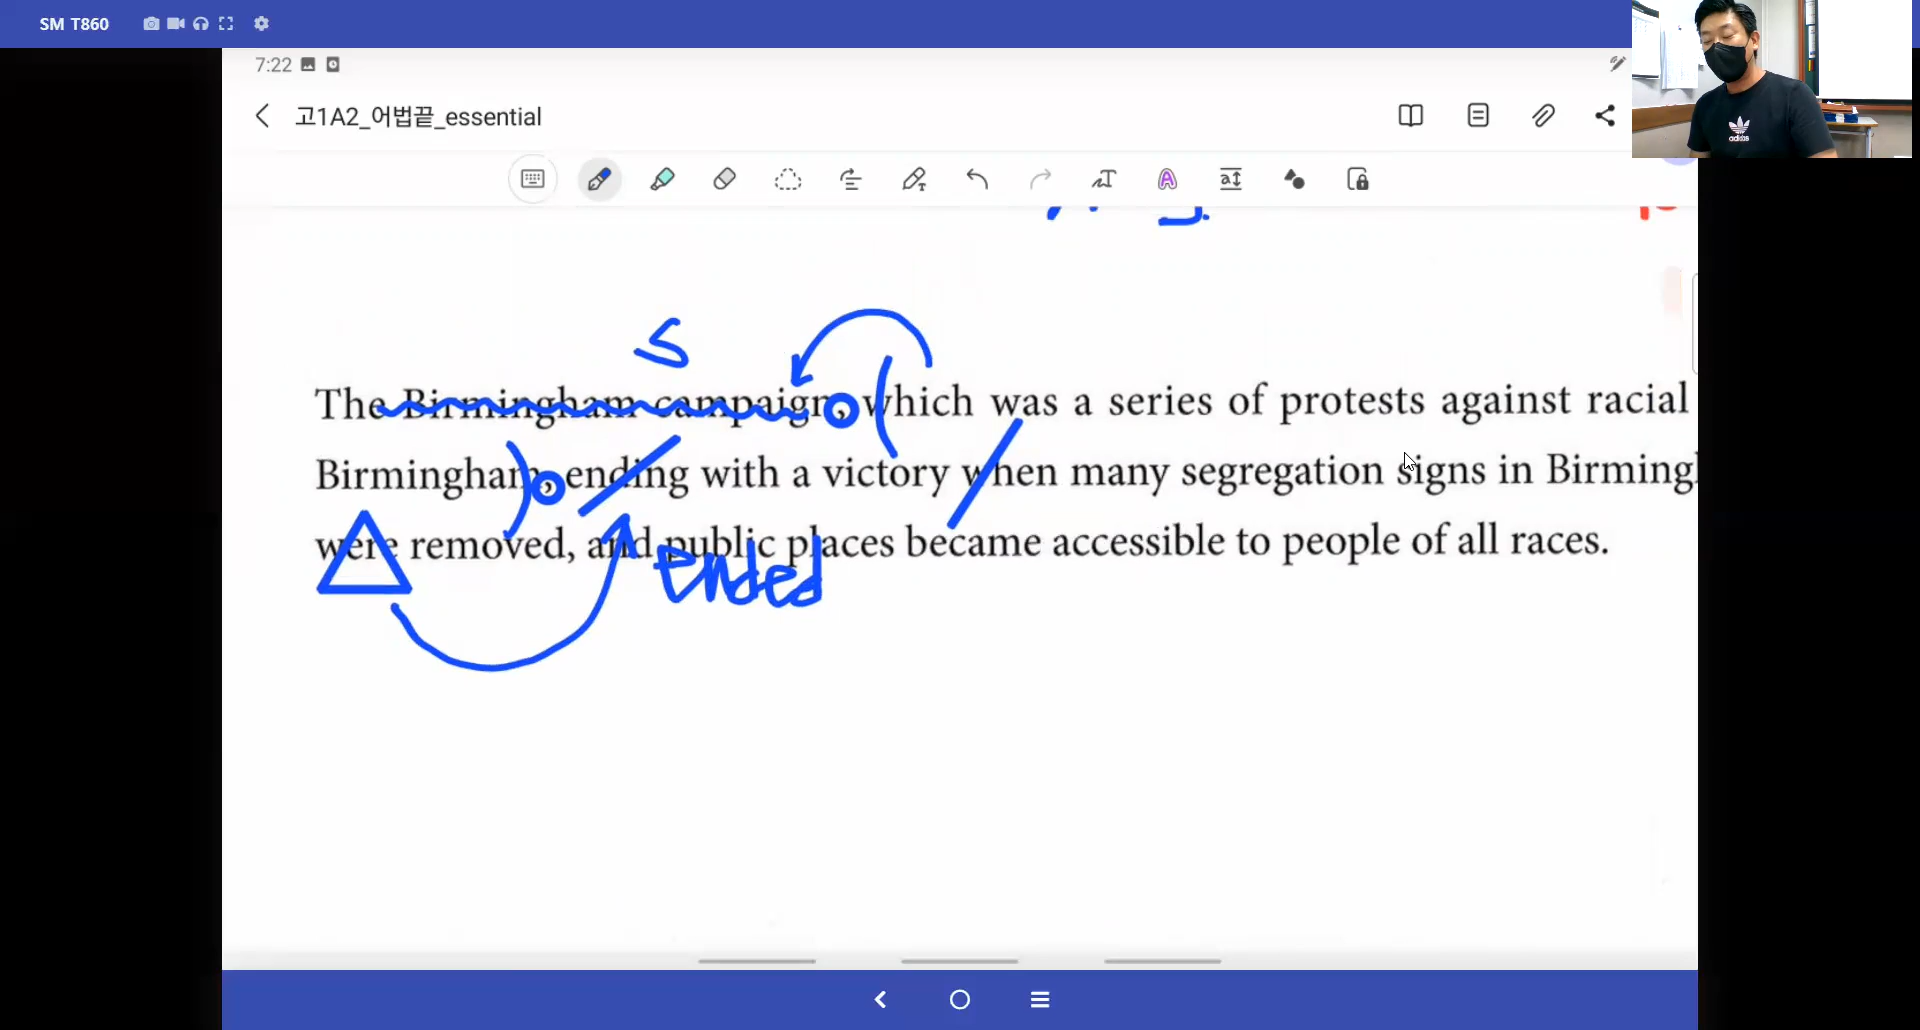 SM T860
7:22
고1A2_어법끝_essential
S
The Birmingham campaign, which was a series of protests against racial
Birmingham, ending with a victory when many segregation signs in Birming
were removed, and public places became accessible to people of all races.
ended
adidas